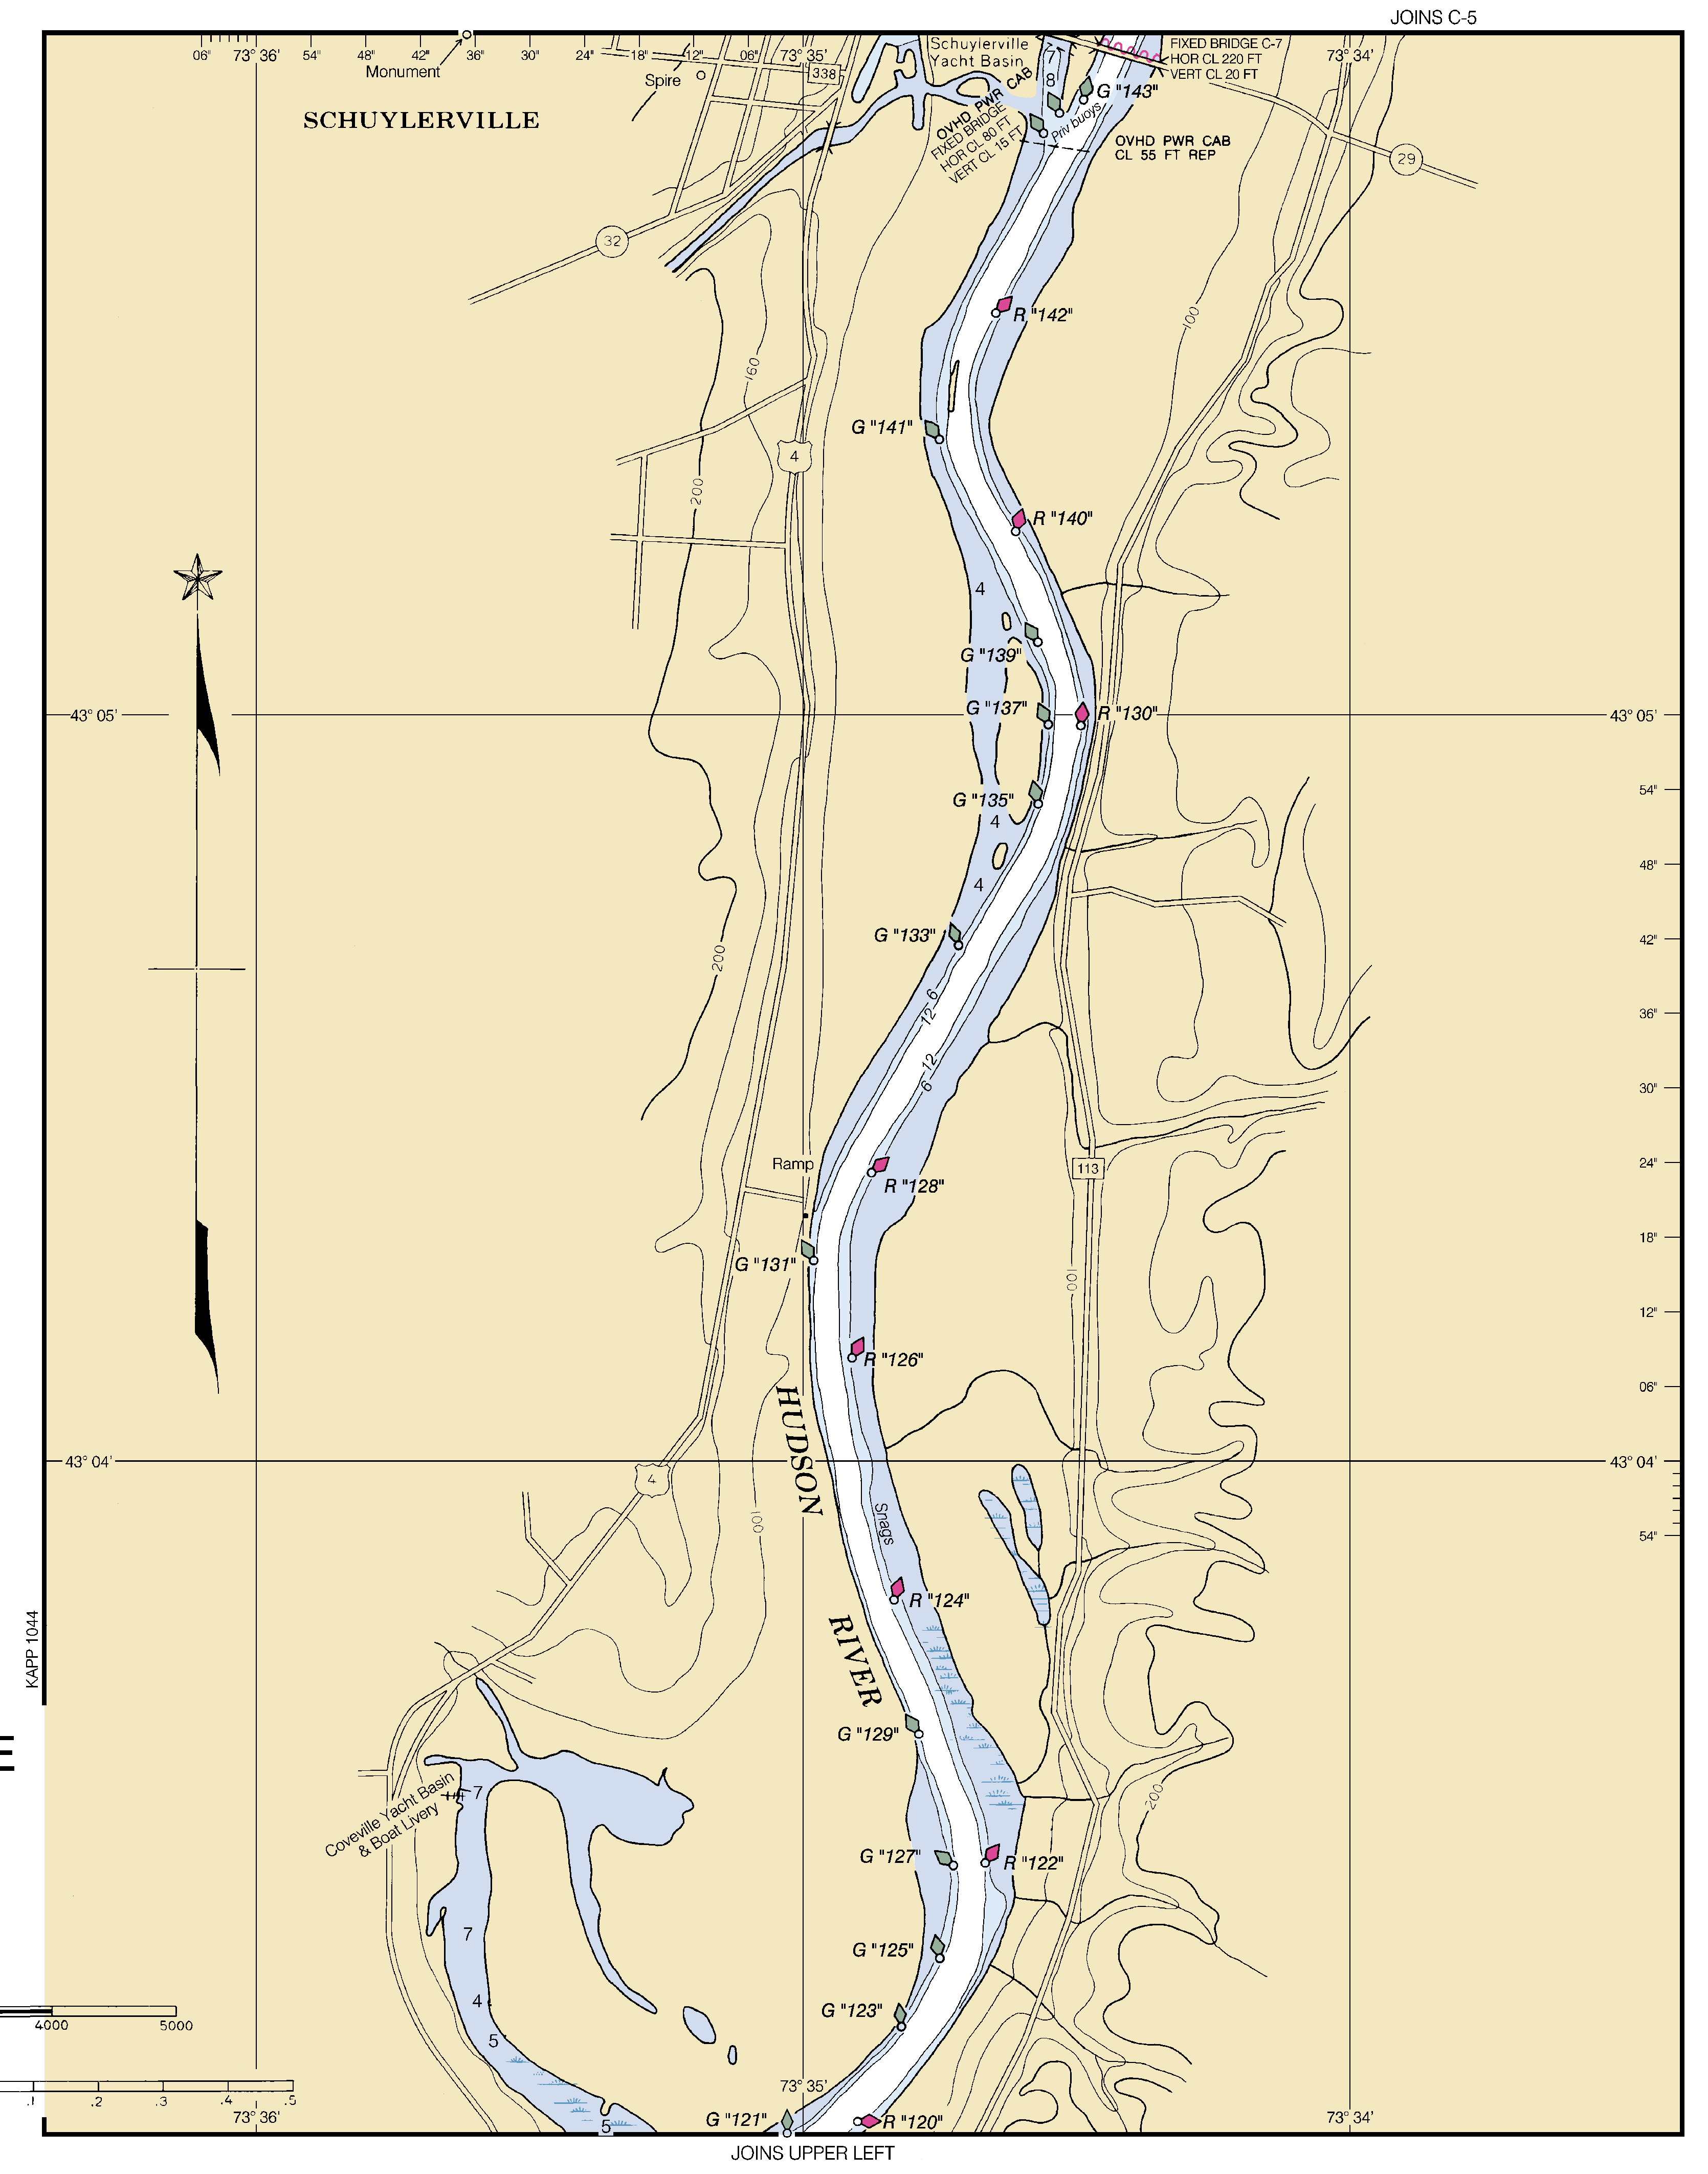 JOINS C-5
06" 73° 36' 54" 48" 42" 36" 30" 24" 18" 12" 06" 73° 35' 73° 34'
Monument
Spire
338
Schuylerville
Yacht Basin
7
8
FIXED BRIDGE C-7
HOR CL 220 FT
VERT CL 20 FT
SCHUYLERVILLE
OVHD PWR CAB
FIXED BRIDGE
HOR CL 80 FT
VERT CL 15 FT
G "143"
Priv buoys
OVHD PWR CAB
CL 55 FT REP
29
32
R "142"
100
160
G "141"
4
200
R "140"
4
G "139"
43° 05'
G "137"
R "130"
43° 05'
G "135"
54"
4
48"
4
G "133"
42"
200
6
12
36"
12
6
30"
Ramp
24"
113
R "128"
18"
G "131"
100
12"
R "126"
06"
HUDSON
43° 04'
43° 04'
4
Snags
100
54"
R "124"
RIVER
KAPP 1044
G "129"
E
Coveville Yacht Basin
& Boat Livery
7
200
G "127"
R "122"
7
G "125"
4
G "123"
4000 5000
5
.1 .2 .3 .4 .5
73° 35'
73° 36'
73° 34'
5
G "121"
R "120"
JOINS UPPER LEFT